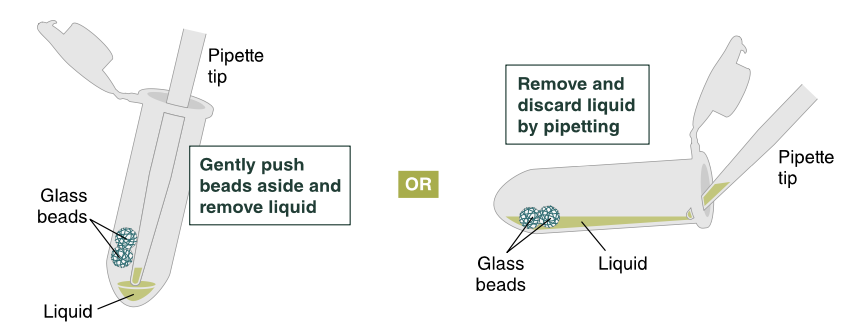 Pipette
tip
Gently push
beads aside and
remove liquid
Glass
beads
Liquid
OR
Remove and
discard liquid
by pipetting
Pipette
tip
Glass
beads
Liquid